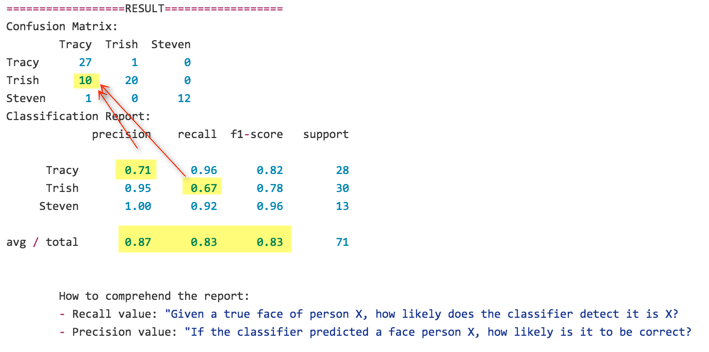 ==================RESULT==================
Confusion Matrix:
Tracy Trish Steven
Tracy 27 1 0
Trish 10 20 0
Steven 1 0 12
Classification Report:
precision recall f1-score support
Tracy 0.71 0.96 0.82 28
Trish 0.95 0.67 0.78 30
Steven 1.00 0.92 0.96 13
avg / total 0.87 0.83 0.83 71
How to comprehend the report:
- Recall value: "Given a true face of person X, how likely does the classifier detect it is X?
- Precision value: "If the classifier predicted a face person X, how likely is it to be correct?